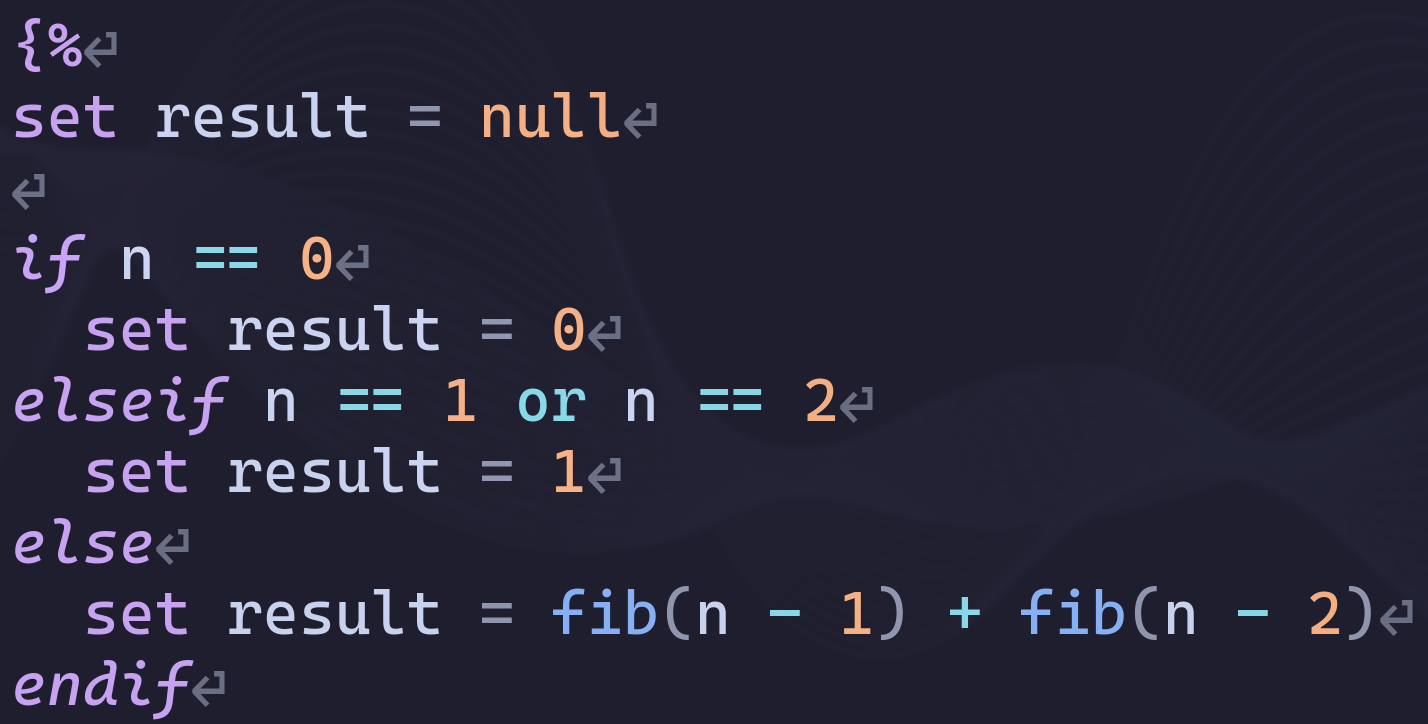 {%↵
set result = null↵
↵
if n == 0↵
  set result = 0↵
elseif n == 1 or n == 2↵
  set result = 1↵
else↵
  set result = fib(n - 1) + fib(n - 2)↵
endif↵